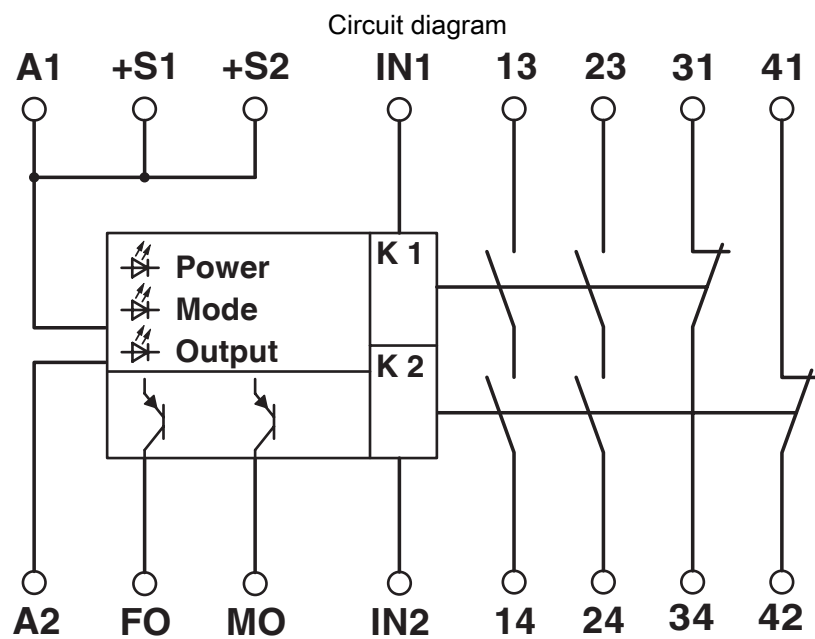 Circuit diagram
A1 +S1 +S2 IN1 13 23 31 41
K 1
Power
Mode
Output
K 2
A2 FO MO IN2 14 24 34 42